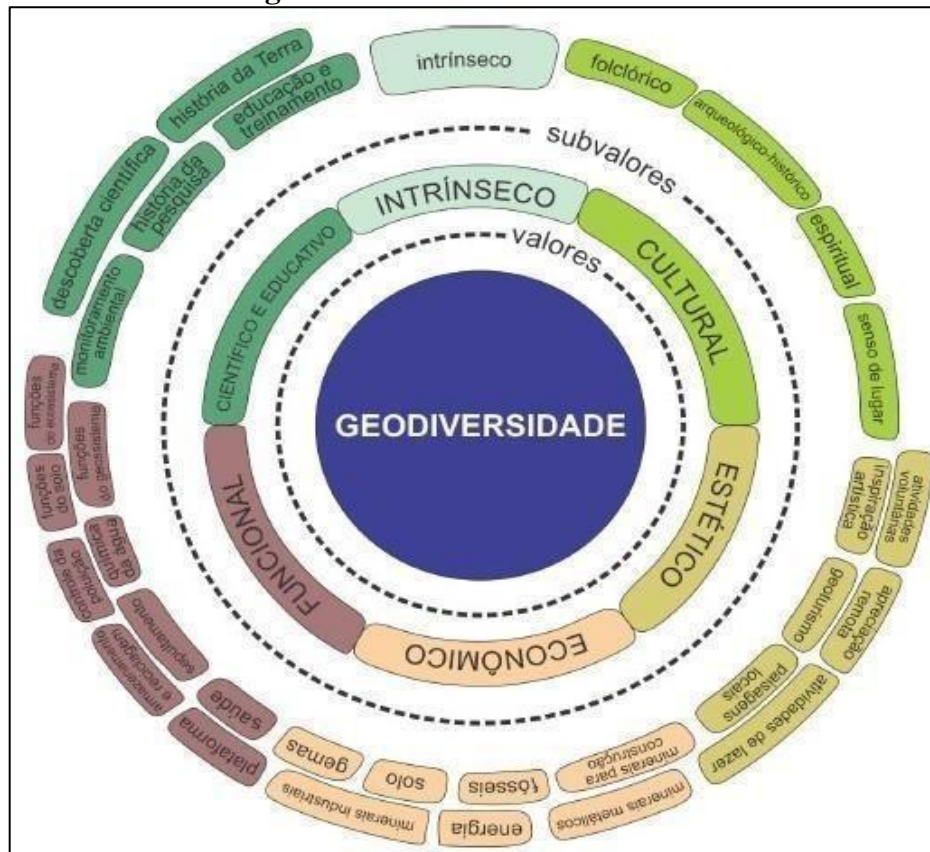 história da Terra
educação e
treinamento
descoberta científica
história da
pesquisa
monitoramento
ambiental
intrínseco
folclórico
arqueológico-histórico
espiritual
senso de lugar
subvalores
valores
INTRÍNSECO
CULTURAL
ESTÉTICO
ECONÔMICO
FUNCIONAL
CIENTÍFICO E EDUCATIVO
GEODIVERSIDADE
atividades
voluntárias
inspiração
artística
apreciação
remota
geoturismo
atividades de lazer
paisagens
locais
minerais para
construção
minerais metálicos
fósseis
energia
solo
gemas
minerais industriais
saúde
plataforma
sepultamento
armazenamento
e reciclagem
química
da água
controle da
poluição
funções
do solo
funções
do geossistema
funções
do ecossistema